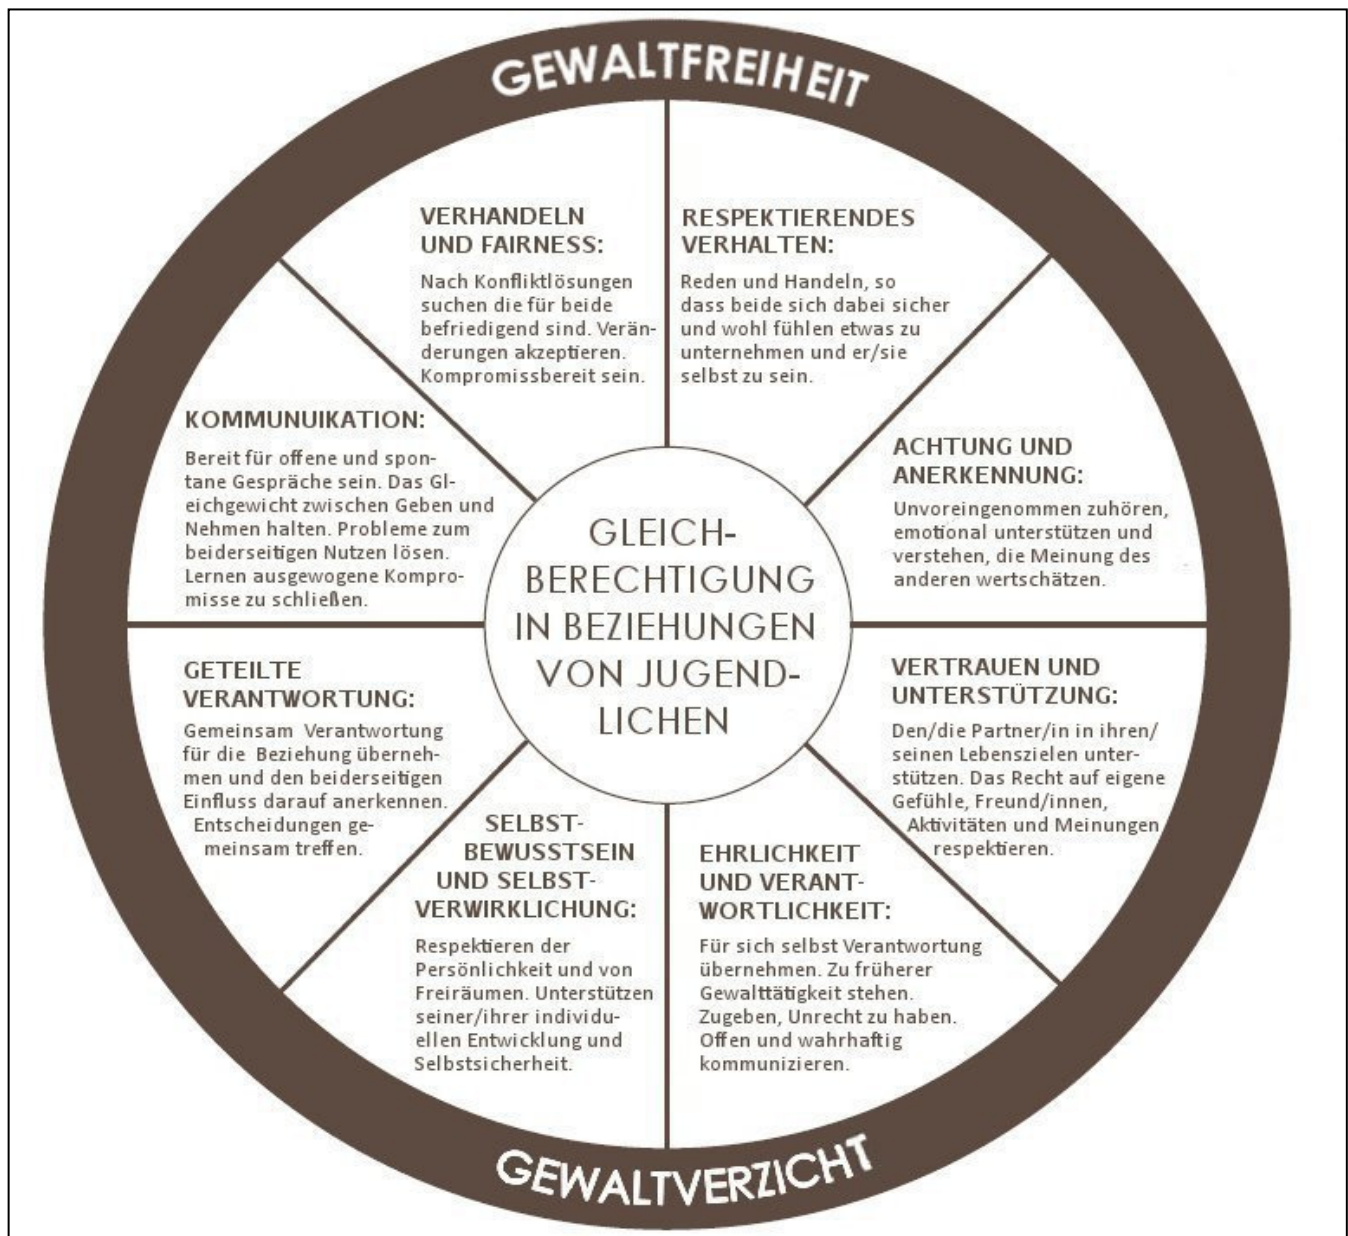 GEWALTFREIHEIT
VERHANDELN
UND FAIRNESS:
Nach Konfliktlösungen
suchen die für beide
befriedigend sind. Verän-
derungen akzeptieren.
Kompromissbereit sein.
RESPEKTIERENDES
VERHALTEN:
Reden und Handeln, so
dass beide sich dabei sicher
und wohl fühlen etwas zu
unternehmen und er/sie
selbst zu sein.
ACHTUNG UND
ANERKENNUNG:
Unvoreingenommen zuhören,
emotional unterstützen und
verstehen, die Meinung des
anderen wertschätzen.
VERTRAUEN UND
UNTERSTÜTZUNG:
Den/die Partner/in in ihren/
seinen Lebenszielen unter-
stützen. Das Recht auf eigene
Gefühle, Freund/innen,
Aktivitäten und Meinungen
respektieren.
EHRLICHKEIT
UND VERANT-
WORTLICHKEIT:
Für sich selbst Verantwortung
übernehmen. Zu früherer
Gewalttätigkeit stehen.
Zugeben, Unrecht zu haben.
Offen und wahrhaftig
kommunizieren.
SELBST-
BEWUSSTSEIN
UND SELBST-
VERWIRKLICHUNG:
Respektieren der
Persönlichkeit und von
Freiräumen. Unterstützen
seiner/ihrer individu-
ellen Entwicklung und
Selbstsicherheit.
GETEILTE
VERANTWORTUNG:
Gemeinsam Verantwortung
für die Beziehung überneh-
men und den beiderseitigen
Einfluss darauf anerkennen.
Entscheidungen ge-
meinsam treffen.
KOMMUNUIKATION:
Bereit für offene und spon-
tane Gespräche sein. Das Gl-
eichgewicht zwischen Geben und
Nehmen halten. Probleme zum
beiderseitigen Nutzen lösen.
Lernen ausgewogene Kompro-
misse zu schließen.
GLEICH-
BERECHTIGUNG
IN BEZIEHUNGEN
VON JUGEND-
LICHEN
GEWALTVERZICHT